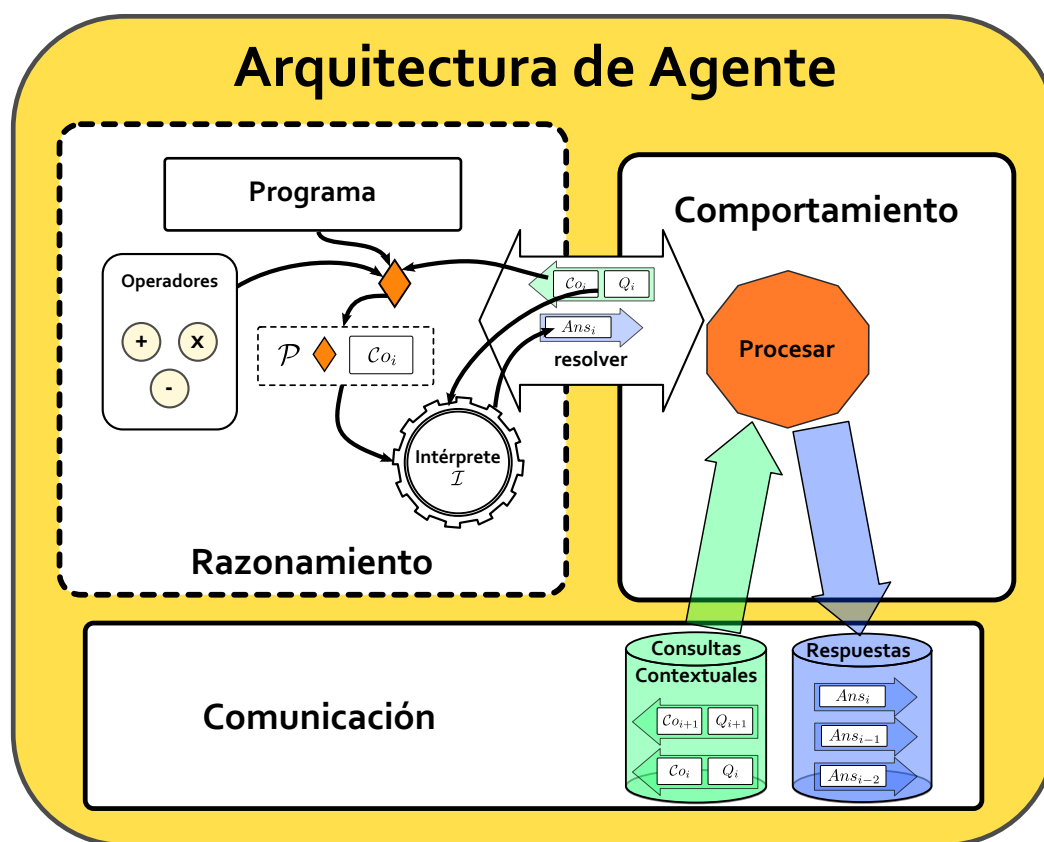 Arquitectura de Agente
Programa
Operadores
+ x
-
𝒫 𝒞o_i
Intérprete
ℐ
Razonamiento
𝒞o_i Q_i
Ans_i
resolver
Comportamiento
Procesar
Comunicación
Consultas
Contextuales
𝒞o_{i+1} Q_{i+1}
𝒞o_i Q_i
Respuestas
Ans_i
Ans_{i−1}
Ans_{i−2}